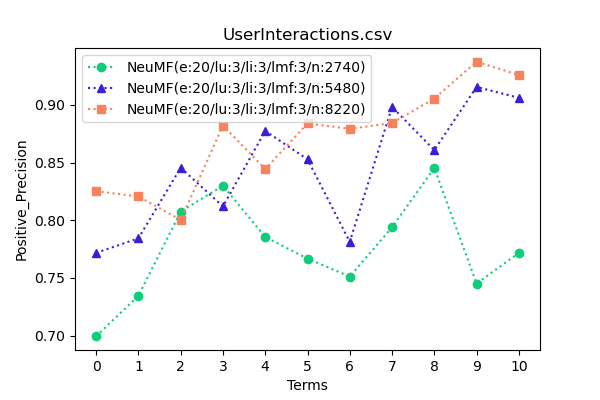 UserInteractions.csv
NeuMF(e:20/lu:3/li:3/lmf:3/n:2740)
NeuMF(e:20/lu:3/li:3/lmf:3/n:5480)
NeuMF(e:20/lu:3/li:3/lmf:3/n:8220)
Positive_Precision
0.90
0.85
0.80
0.75
0.70
0 1 2 3 4 5 6 7 8 9 10
Terms